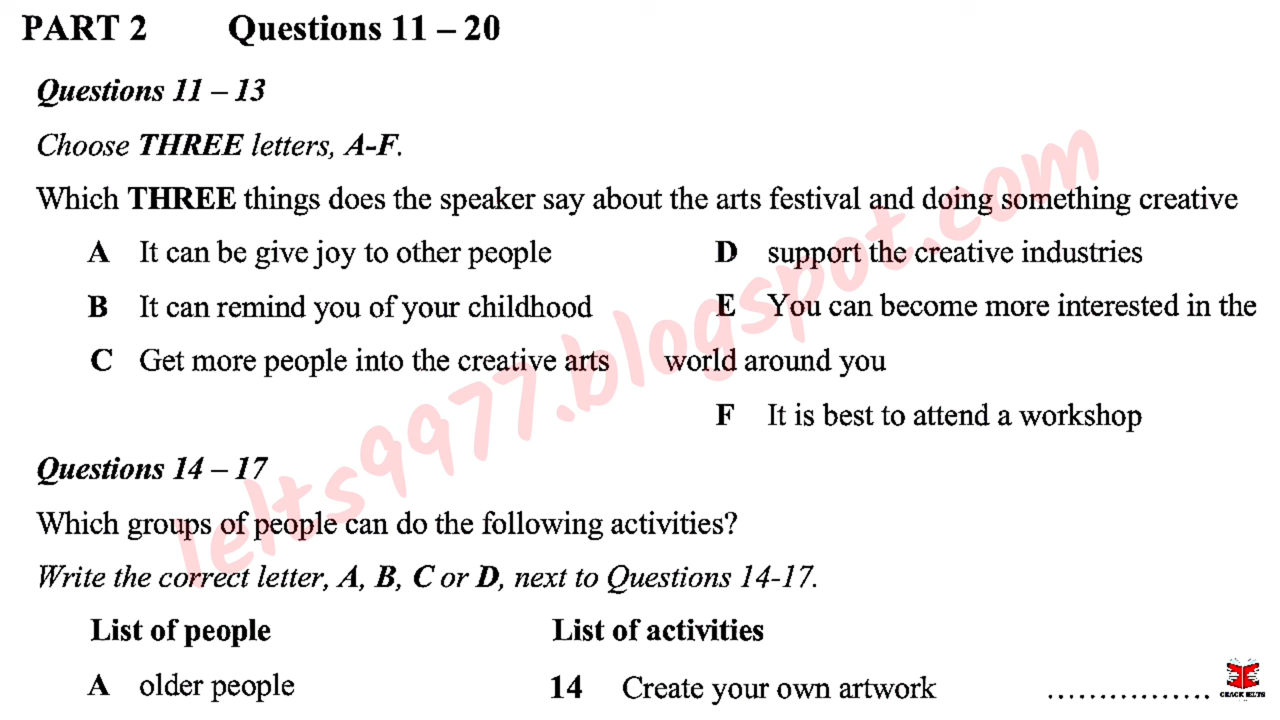 PART 2 Questions 11 – 20
Questions 11 – 13
Choose THREE letters, A-F.
Which THREE things does the speaker say about the arts festival and doing something creative
A It can be give joy to other people
B It can remind you of your childhood
C Get more people into the creative arts
D support the creative industries
E You can become more interested in the
world around you
F It is best to attend a workshop
Questions 14 – 17
Which groups of people can do the following activities?
Write the correct letter, A, B, C or D, next to Questions 14-17.
List of people List of activities
A older people 14 Create your own artwork ................
Ielts9977.blogspot.com
CRACK IELTS